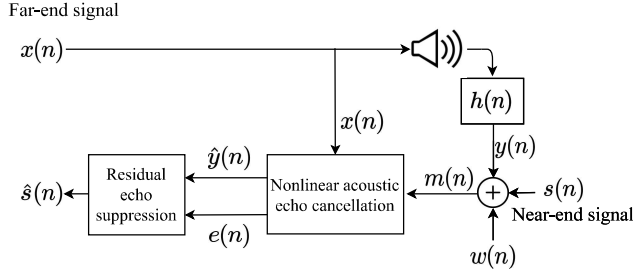 Far-end signal
x(n)
h(n)
x(n)
y(n)
ŷ(n)
m(n)
s(n)
Residual
echo
suppression
Nonlinear acoustic
echo cancellation
ŝ(n)
+
Near-end signal
e(n)
w(n)